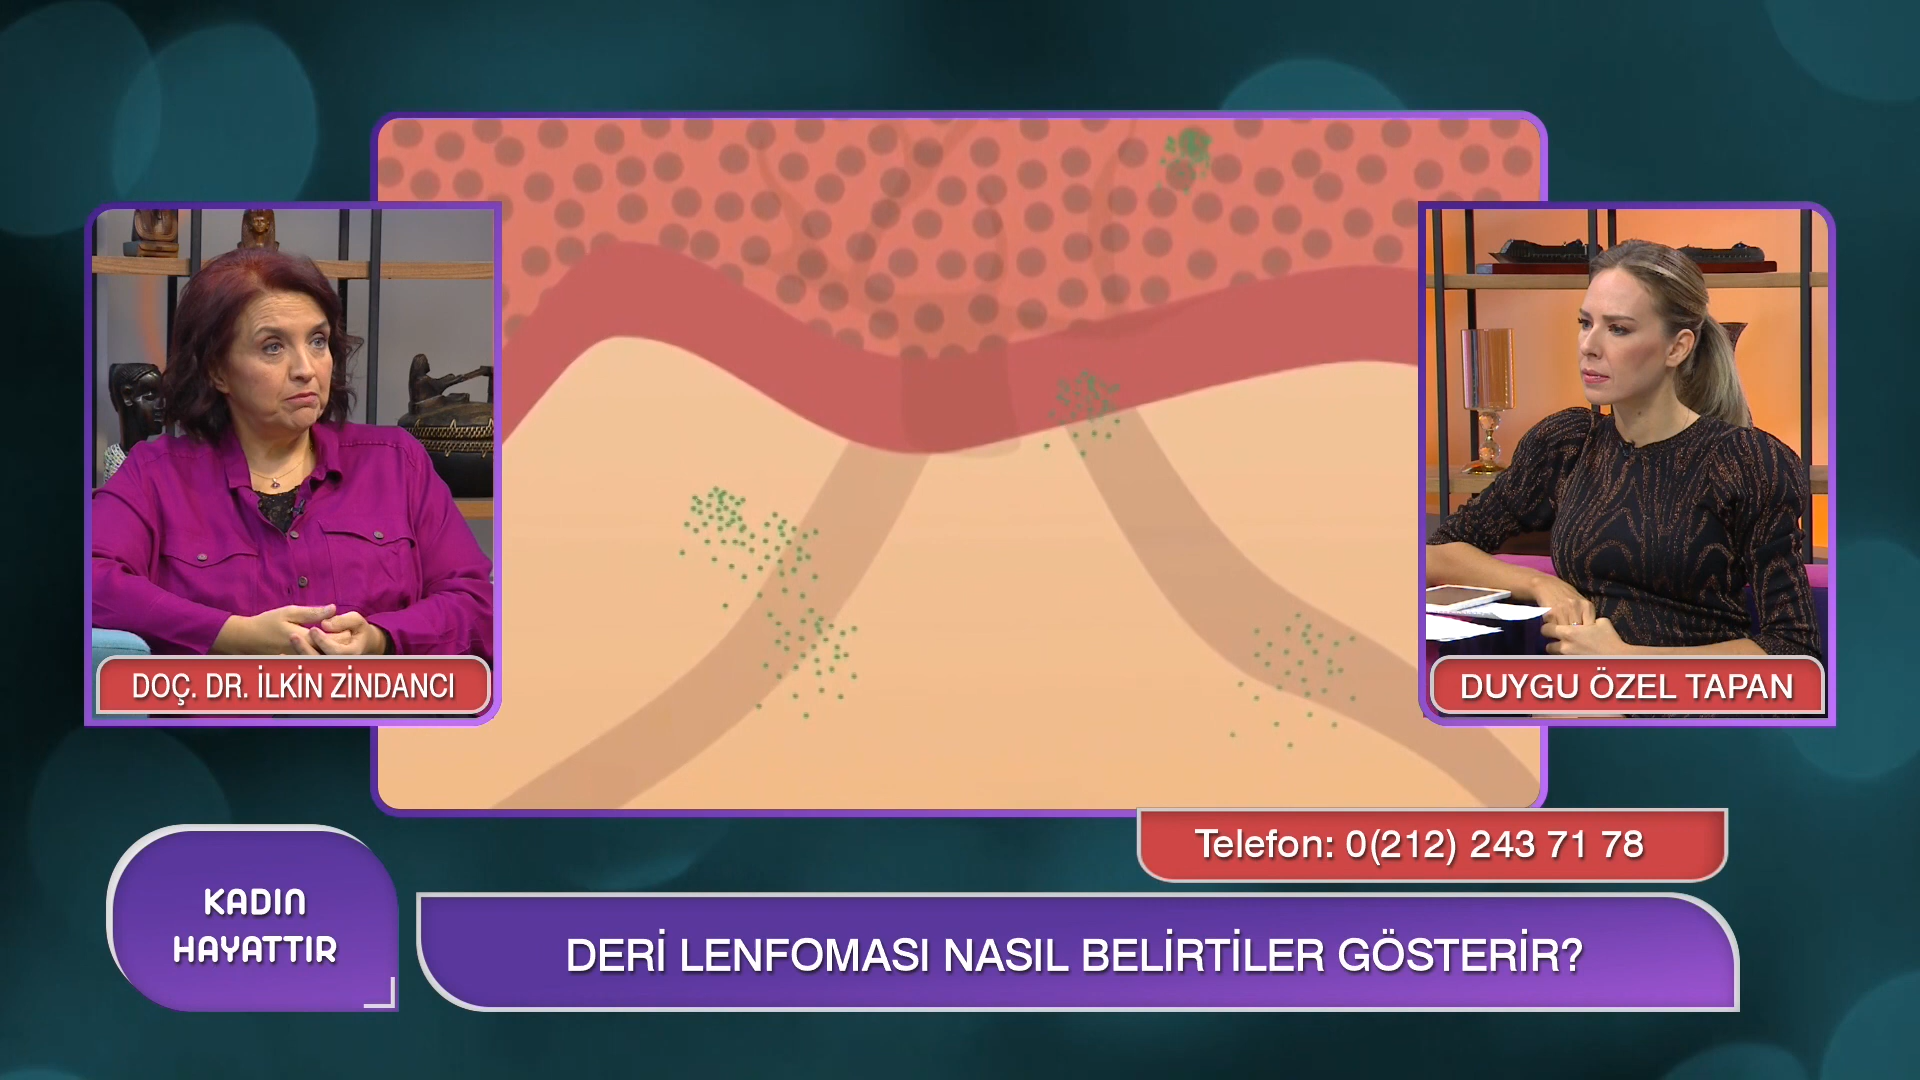 DOÇ. DR. İLKİN ZİNDANCI
DUYGU ÖZEL TAPAN
Telefon: 0(212) 243 71 78
KADIN
HAYATTIR
DERİ LENFOMASI NASIL BELİRTİLER GÖSTERİR?